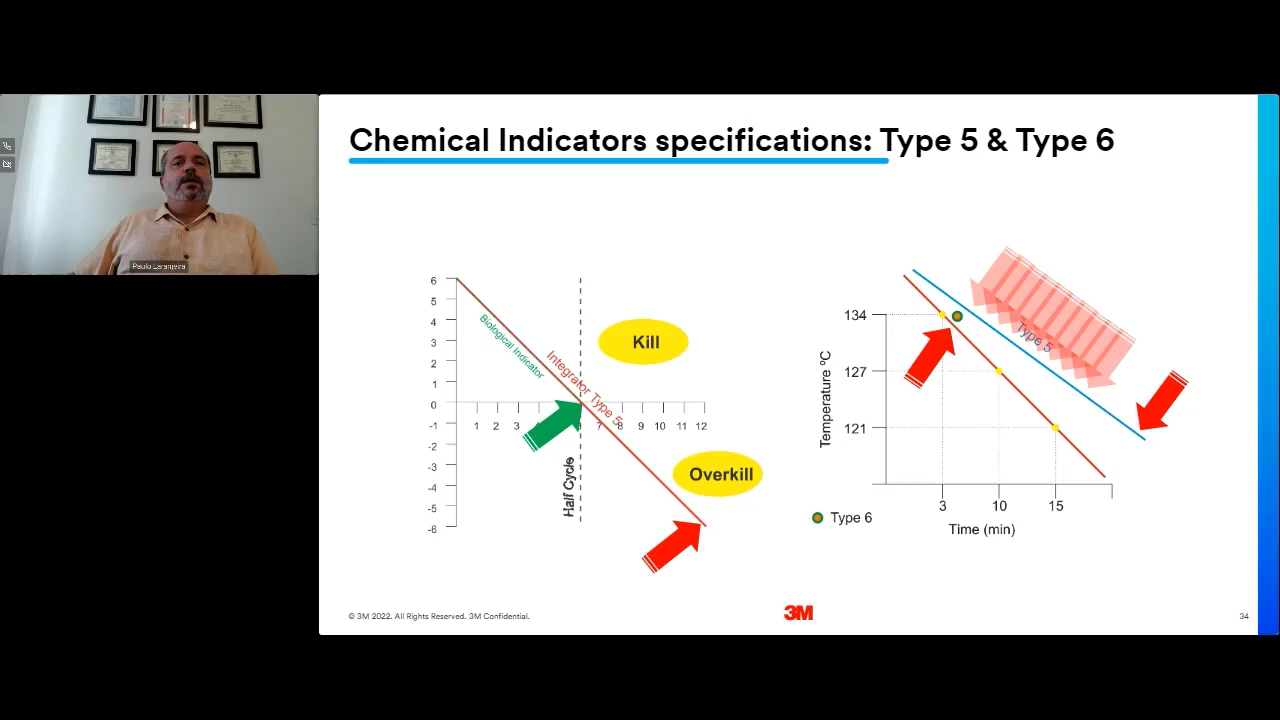 Paulo Laranjeira
Chemical Indicators specifications: Type 5 & Type 6
6
5
4
3
2
1
0
-1
-2
-3
-4
-5
-6
1 2 3 4 6 7 8 9 10 11 12
Biological Indicator
Integrator Type 5
Half Cycle
Kill
Overkill
Temperature ºC
134
127
121
Type 5
3 10 15
Time (min)
Type 6
© 3M 2022. All Rights Reserved. 3M Confidential.
3M
34